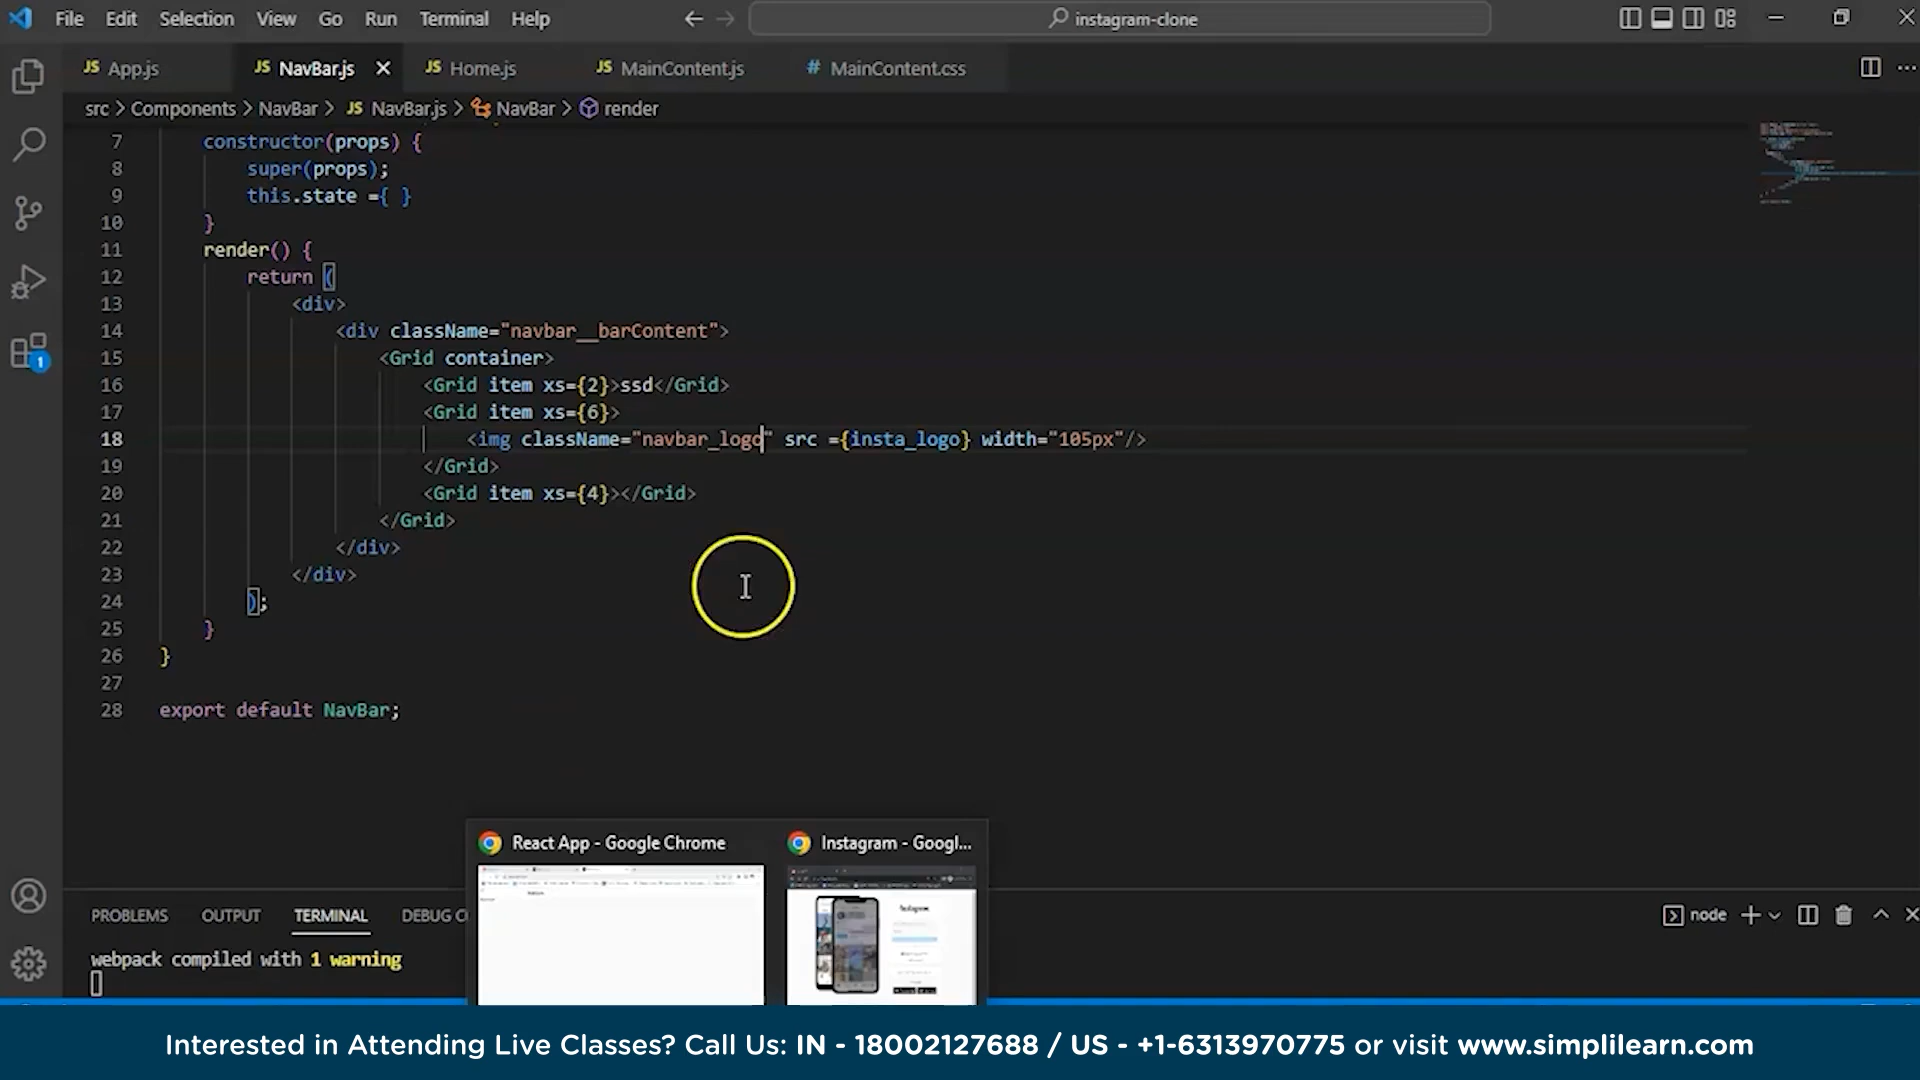 File Edit Selection View Go Run Terminal Help
instagram-clone
JS App.js
JS NavBar.js
JS Home.js
JS MainContent.js
# MainContent.css
src > Components > NavBar > JS NavBar.js > NavBar > render
7 constructor(props) {
8 super(props);
9 this.state ={ }
10 }
11 render() {
12 return (
13 <div>
14 <div className="navbar__barContent">
15 <Grid container>
16 <Grid item xs={2}>ssd</Grid>
17 <Grid item xs={6}>
18 <img className="navbar_logo" src ={insta_logo} width="105px"/>
19 </Grid>
20 <Grid item xs={4}></Grid>
21 </Grid>
22 </div>
23 </div>
24 );
25 }
26 }
27
28 export default NavBar;
1
React App - Google Chrome
Instagram - Googl...
Instagram
PROBLEMS OUTPUT TERMINAL DEBUG CO
node
webpack compiled with 1 warning
Interested in Attending Live Classes? Call Us: IN - 18002127688 / US - +1-6313970775 or visit www.simplilearn.com